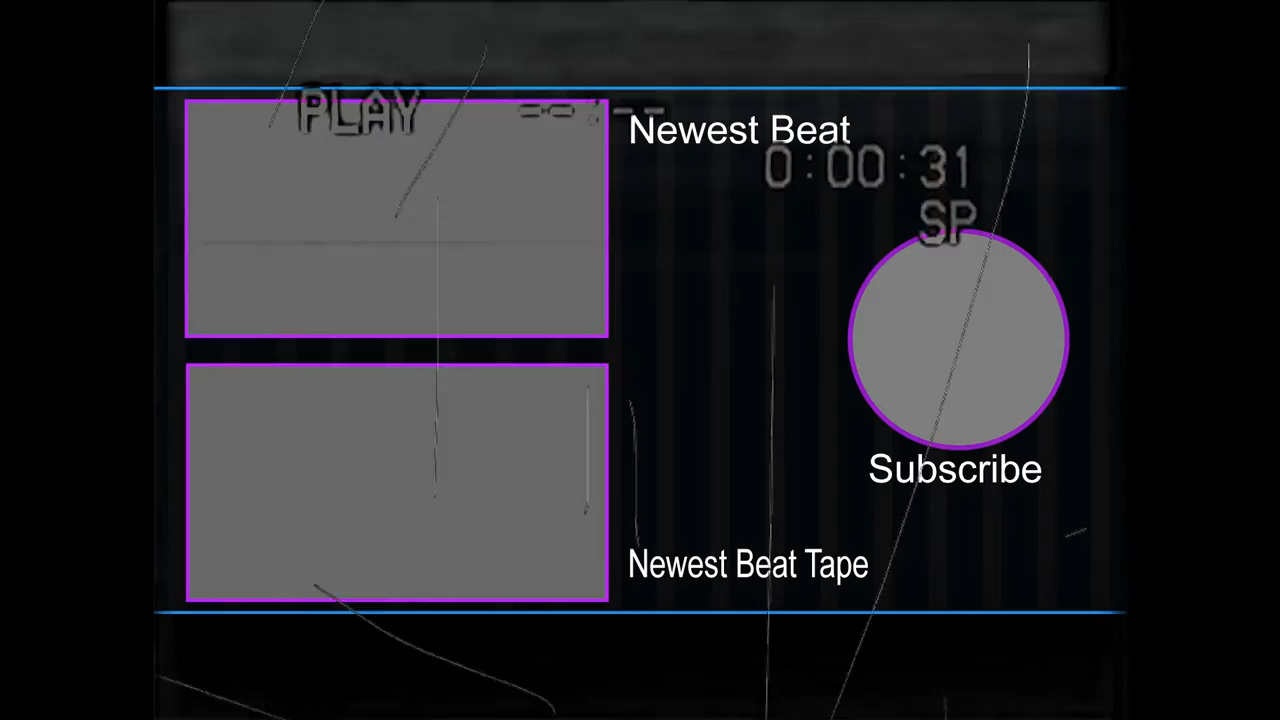 PLAY --:--
Newest Beat
0:00:31
SP
Subscribe
Newest Beat Tape